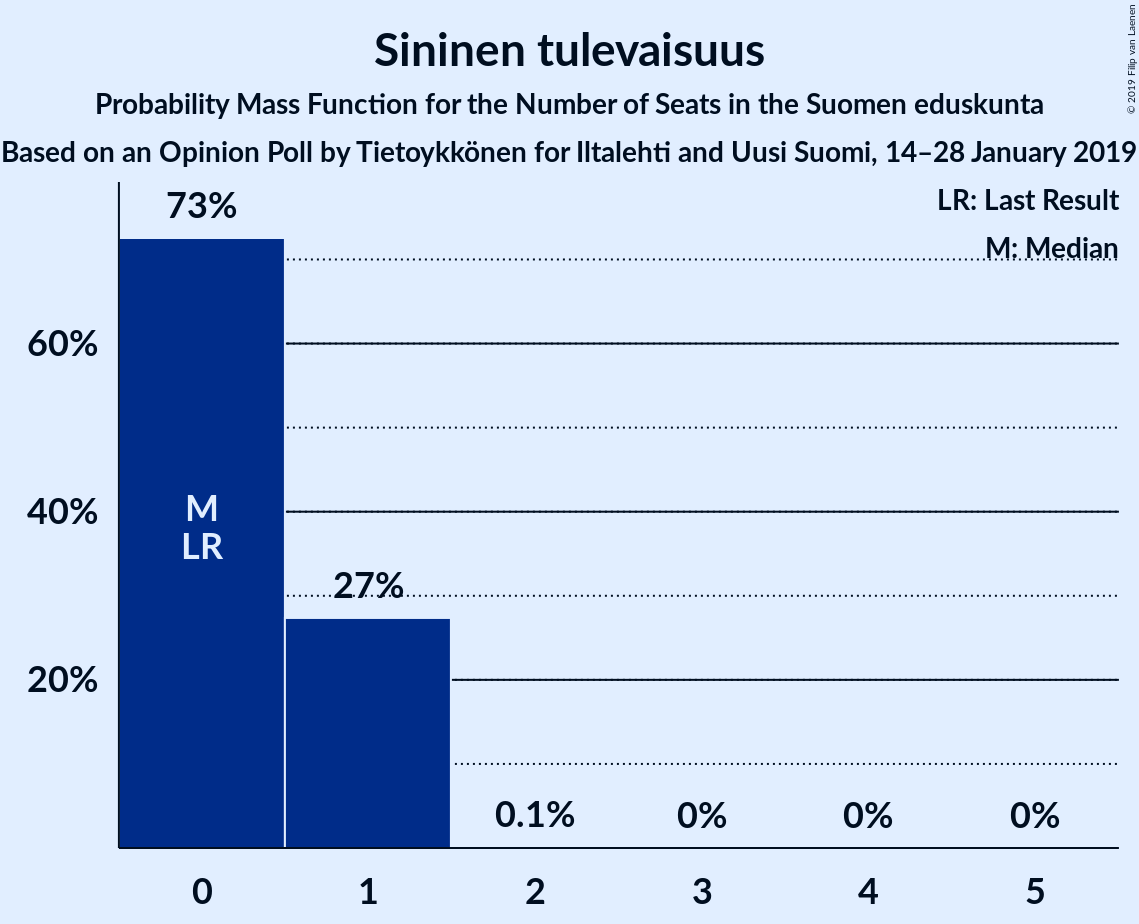 Sininen tulevaisuus
Probability Mass Function for the Number of Seats in the Suomen eduskunta
Based on an Opinion Poll by Tietoykkönen for Iltalehti and Uusi Suomi, 14–28 January 2019
© 2019 Filip van Laenen
LR: Last Result
M: Median
73%
60%
40%
20%
M
LR
27%
0.1%
0%
0%
0%
0
1
2
3
4
5